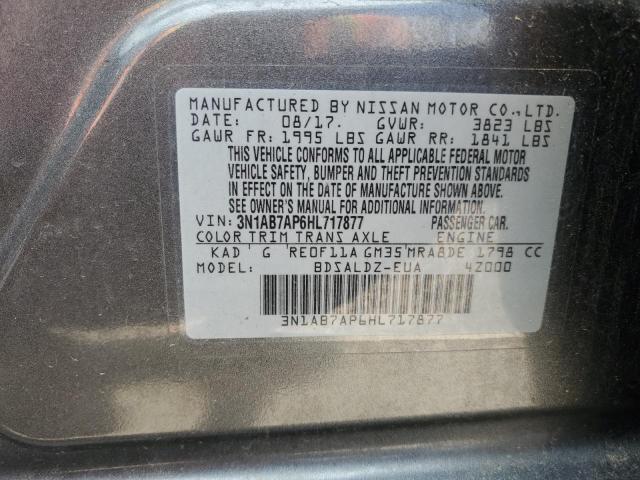 MANUFACTURED BY NISSAN MOTOR CO.,LTD.
DATE: 08/17. GVWR: 3823 LBS
GAWR FR: 1995 LBS GAWR RR: 1841 LBS
THIS VEHICLE CONFORMS TO ALL APPLICABLE FEDERAL MOTOR
VEHICLE SAFETY, BUMPER AND THEFT PREVENTION STANDARDS
IN EFFECT ON THE DATE OF MANUFACTURE SHOWN ABOVE.
SEE OWNER'S MANUAL FOR ADDITIONAL INFORMATION.
VIN: 3N1AB7AP6HL717877 PASSENGER CAR.
COLOR TRIM TRANS AXLE ENGINE
KAD G RE0F11A GM35 MRA8DE 1798 CC
MODEL: BDSALDZ-EUA 4Z000
3N1AB7AP6HL717877